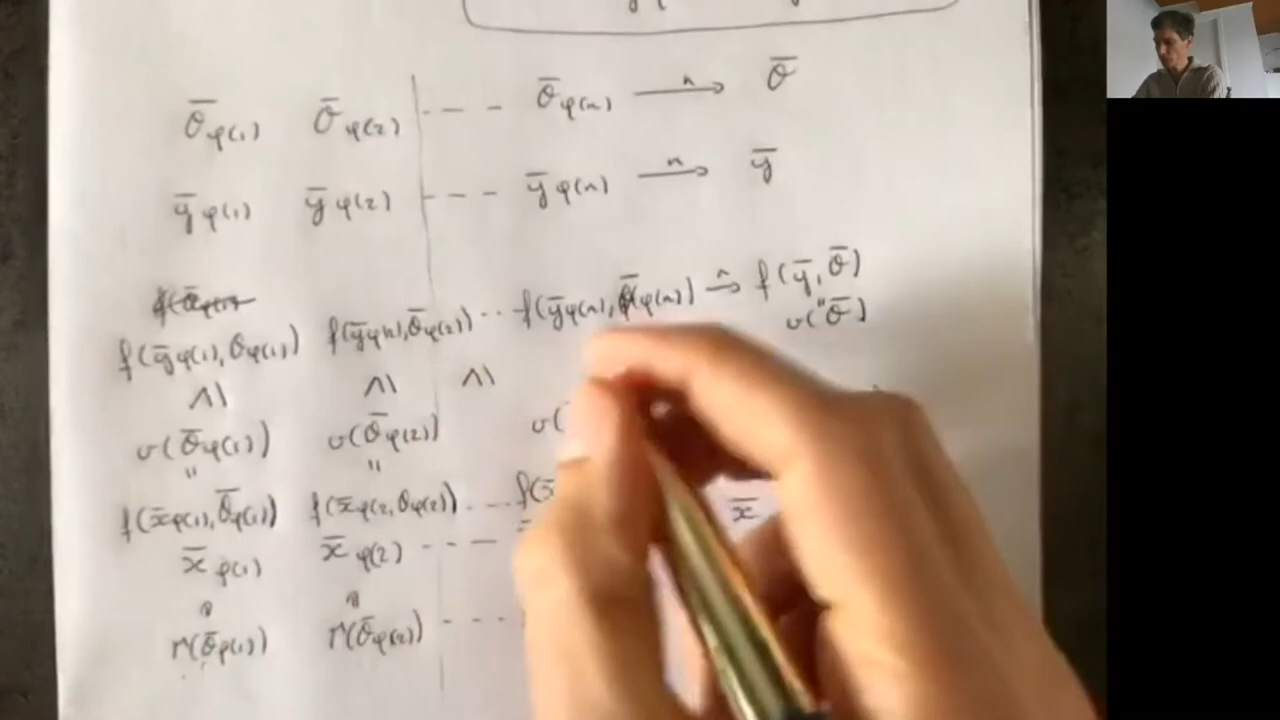 θ̄φ(1) θ̄φ(2) --- θ̄φ(n) —n→ θ̄
ȳφ(1) ȳφ(2) --- ȳφ(n) —n→ ȳ
f(ȳφ(1), θφ(1)) f(ȳφ(2), θ̄φ(2)) ·· f(ȳφ(n), θ̄φ(n)) —n→ f(ȳ, θ̄)
" v(θ̄)
∧| ∧| ∧|
v(θ̄φ(1)) v(θ̄φ(2)) v(
" "
f(x̄φ(1), θ̄φ(1)) f(x̄φ(2, θφ(2)) ---- f(x̄
x̄φ(1) x̄φ(2) --- x̄
Γ(θ̄φ(1)) Γ(θ̄φ(2)) ---